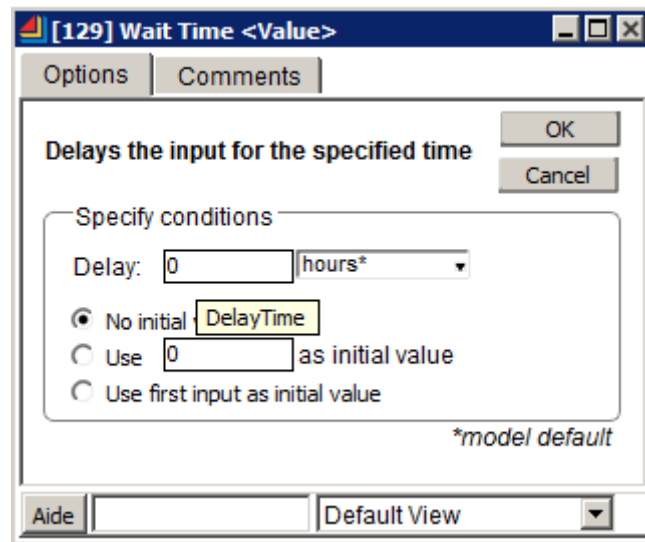 [129] Wait Time <Value>
Options Comments
OK
Delays the input for the specified time
Cancel
Specify conditions
Delay: 0 hours*
No initial DelayTime
Use 0 as initial value
Use first input as initial value
*model default
Aide Default View